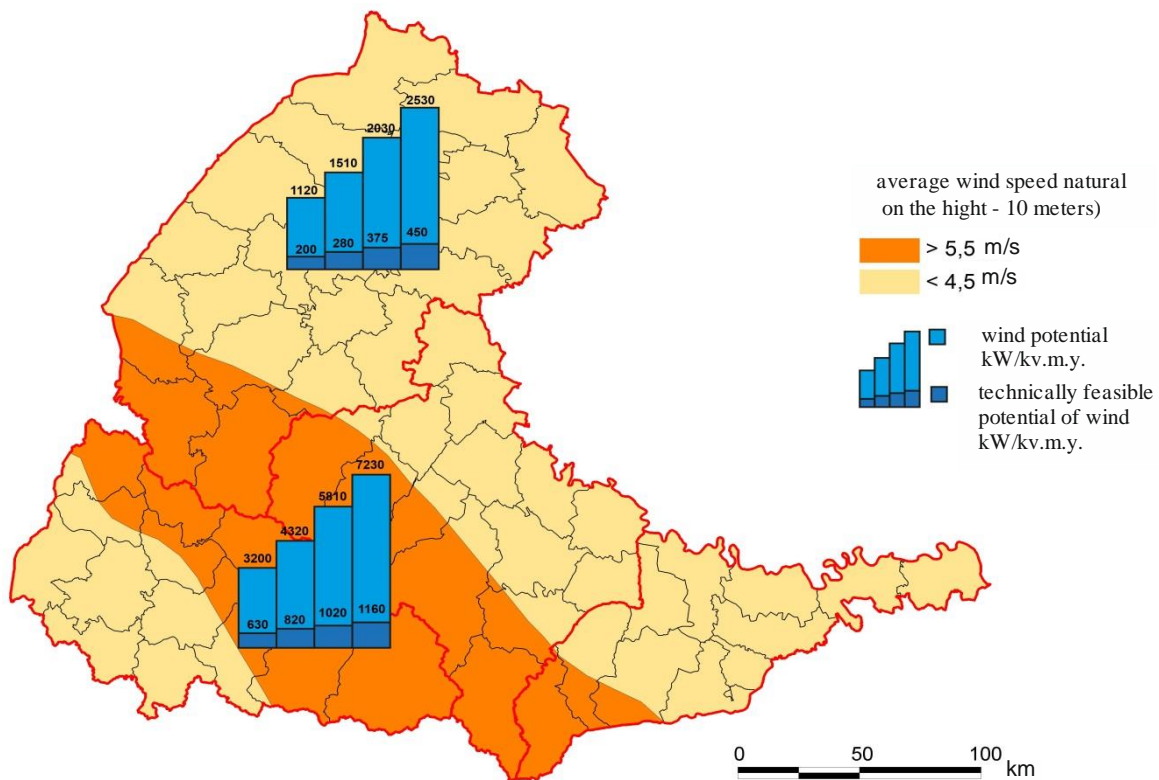 2530
2030
1510
1120
450
375
280
200
average wind speed natural
on the hight - 10 meters)
> 5,5 m/s
< 4,5 m/s
wind potential
kW/kv.m.y.
technically feasible
potential of wind
kW/kv.m.y.
7230
5810
4320
3200
1160
1020
820
630
0 50 100
km